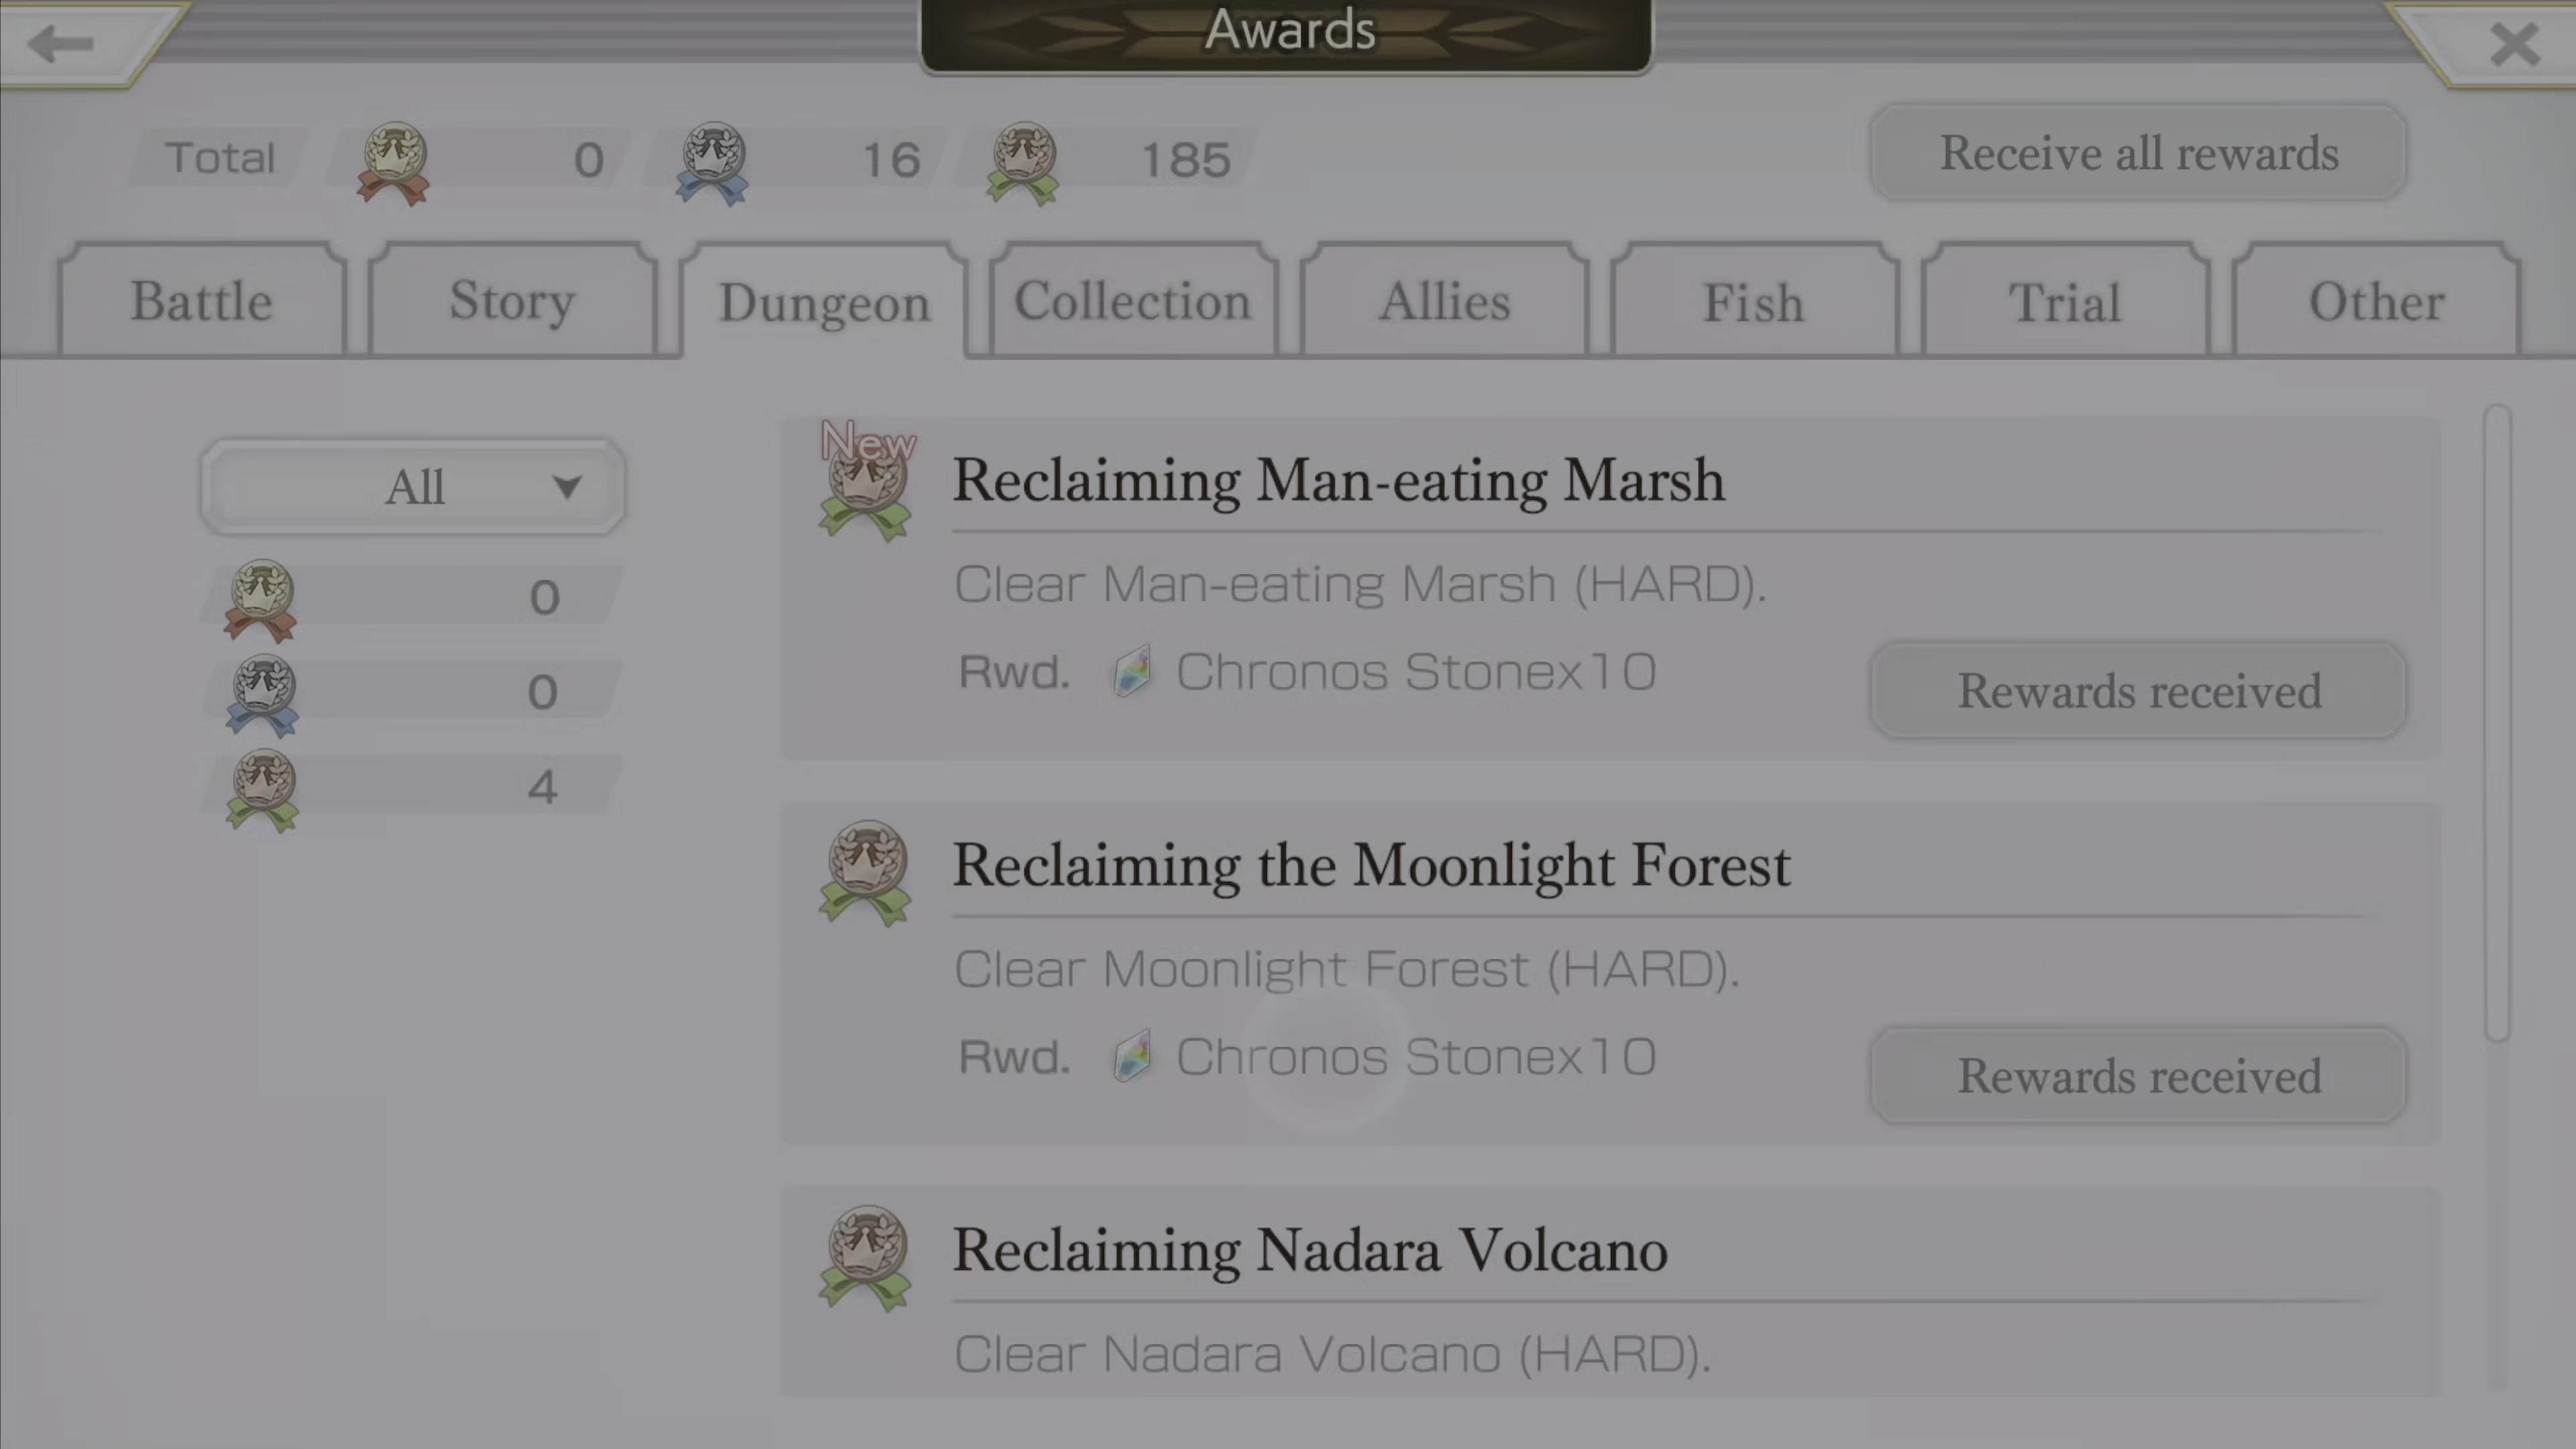 Awards
Total 0 16 185
Receive all rewards
Battle
Story
Dungeon
Collection
Allies
Fish
Trial
Other
All
0
0
4
New
Reclaiming Man-eating Marsh
Clear Man-eating Marsh (HARD).
Rwd. Chronos Stonex10
Rewards received
Reclaiming the Moonlight Forest
Clear Moonlight Forest (HARD).
Rwd. Chronos Stonex10
Rewards received
Reclaiming Nadara Volcano
Clear Nadara Volcano (HARD).